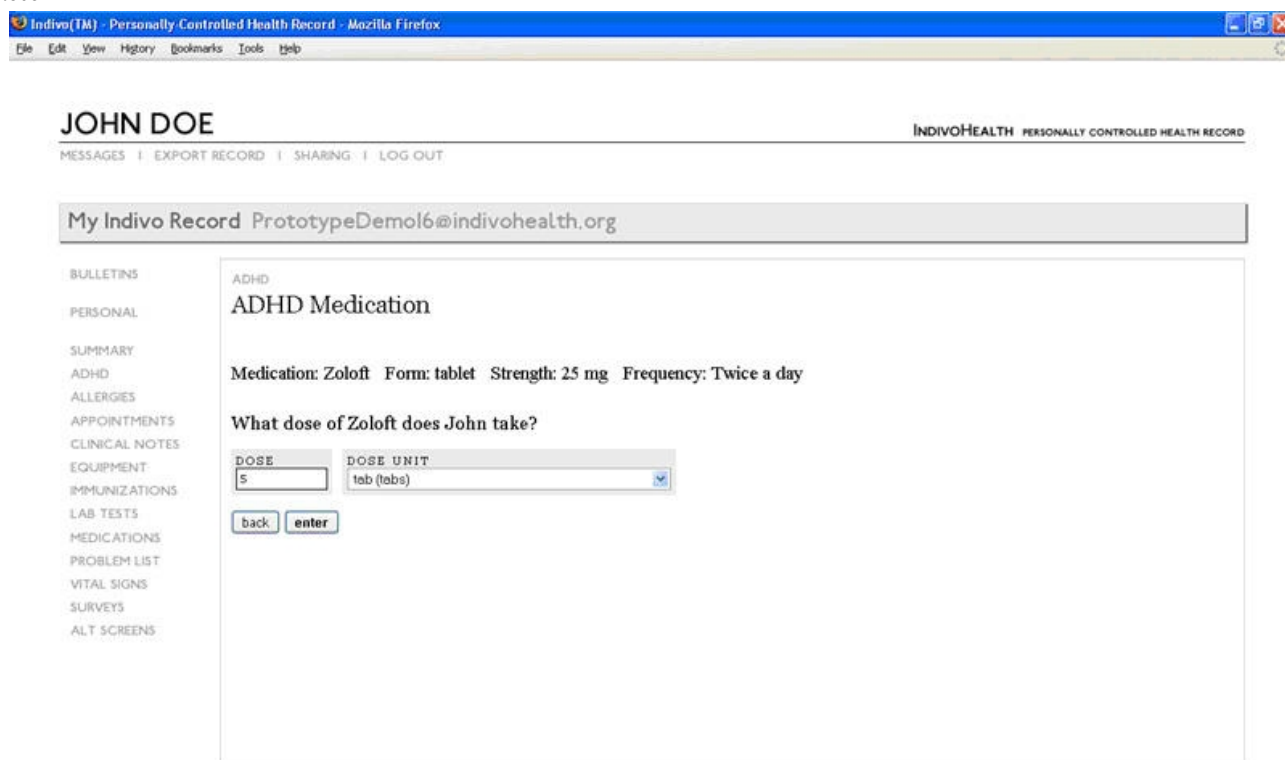 Indivo(TM) - Personally-Controlled Health Record - Mozilla Firefox
File Edit View History Bookmarks Tools Help
JOHN DOE
INDIVOHEALTH PERSONALLY CONTROLLED HEALTH RECORD
MESSAGES | EXPORT RECORD | SHARING | LOG OUT
My Indivo Record PrototypeDemo16@indivohealth.org
BULLETINS
PERSONAL
SUMMARY
ADHD
ALLERGIES
APPOINTMENTS
CLINICAL NOTES
EQUIPMENT
IMMUNIZATIONS
LAB TESTS
MEDICATIONS
PROBLEM LIST
VITAL SIGNS
SURVEYS
ALT SCREENS
ADHD
ADHD Medication
Medication: Zoloft Form: tablet Strength: 25 mg Frequency: Twice a day
What dose of Zoloft does John take?
DOSE DOSE UNIT
5 tab (tabs)
back enter